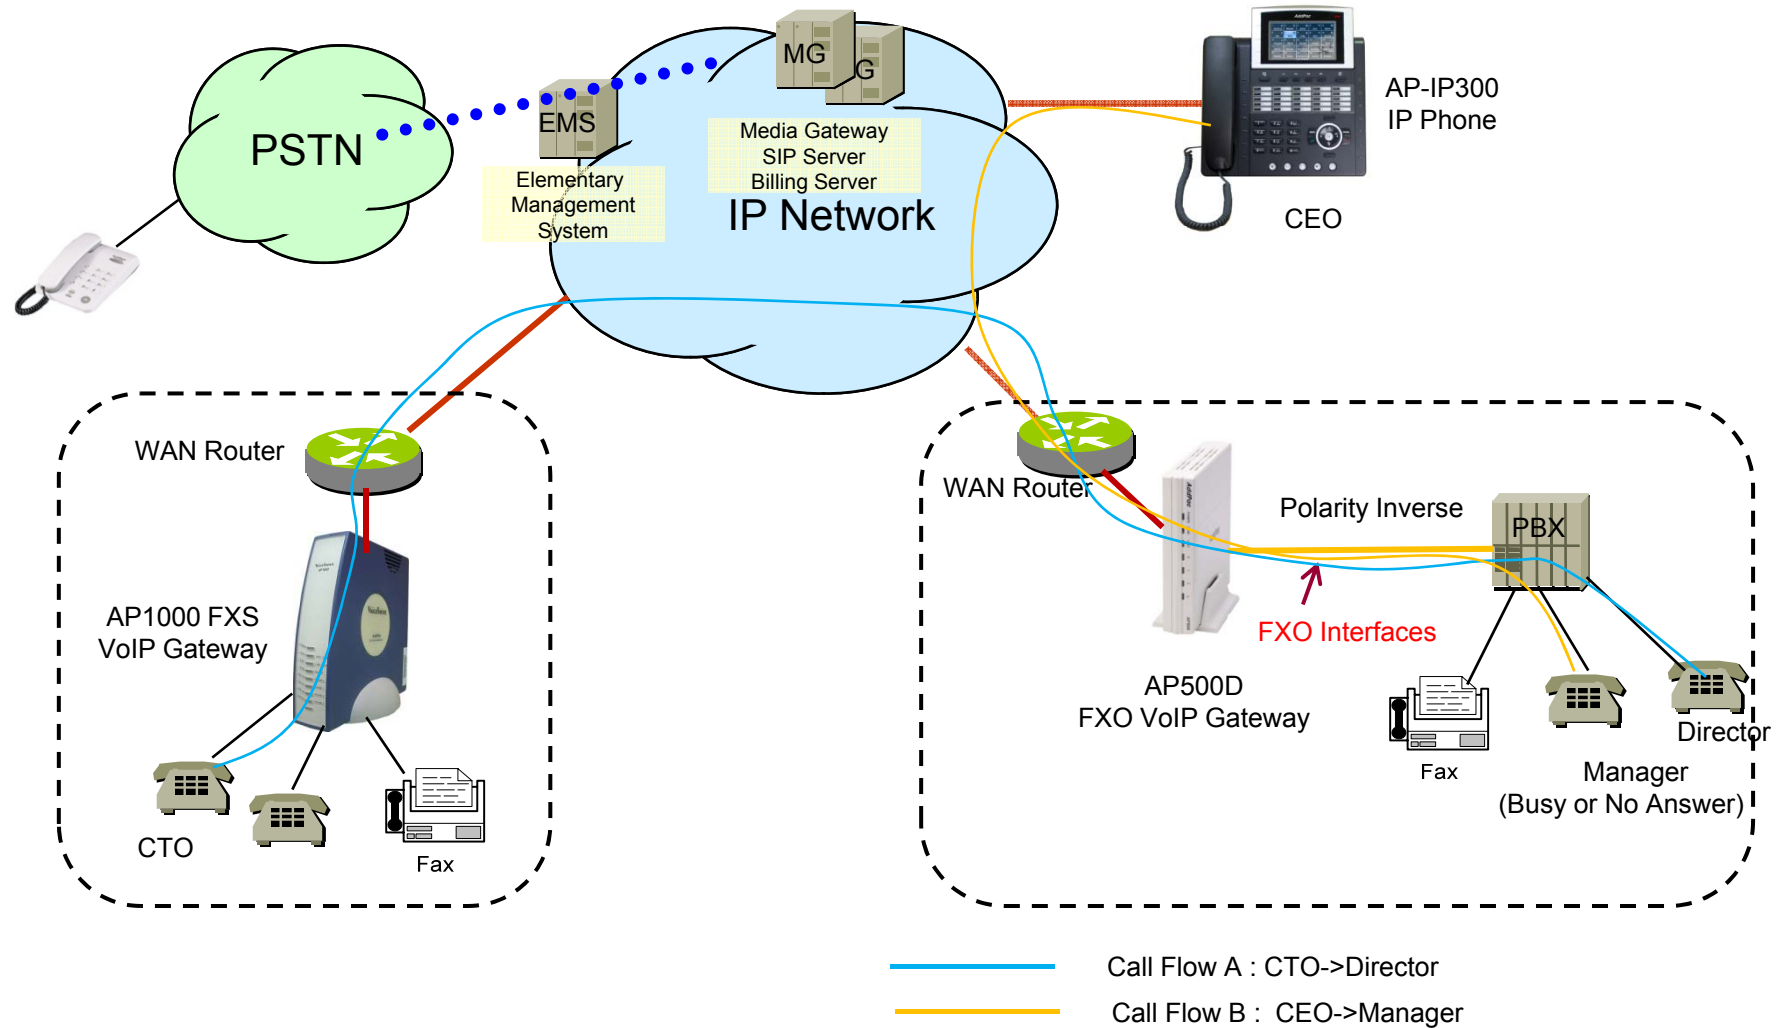 MG
G
AP-IP300
IP Phone
EMS
PSTN
Media Gateway
SIP Server
Billing Server
Elementary
Management
System
IP Network
CEO
WAN Router
WAN Router
Polarity Inverse
PBX
AP1000 FXS
VoIP Gateway
FXO Interfaces
AP500D
FXO VoIP Gateway
Director
Fax
Manager
(Busy or No Answer)
CTO
Fax
Call Flow A : CTO->Director
Call Flow B : CEO->Manager